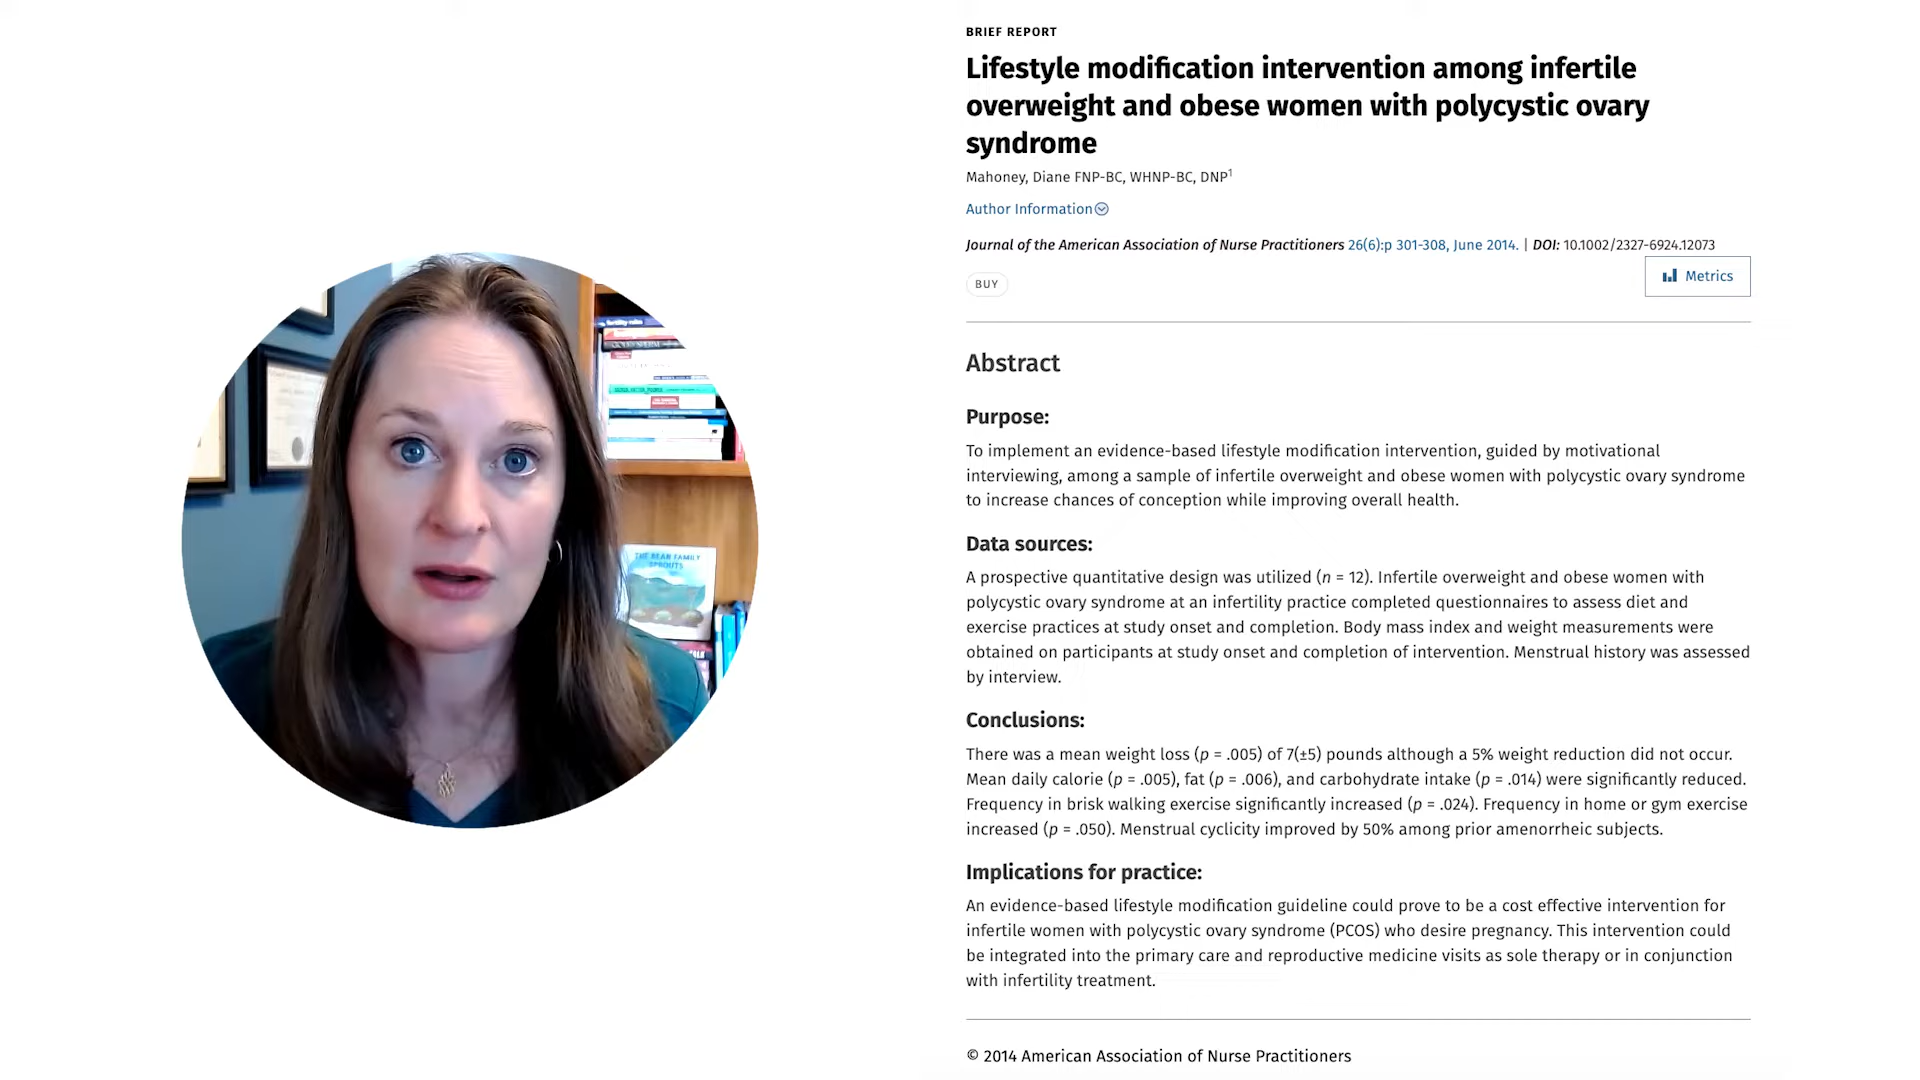 BRIEF REPORT
Lifestyle modification intervention among infertile
overweight and obese women with polycystic ovary
syndrome
Mahoney, Diane FNP-BC, WHNP-BC, DNP1
Author Information
Journal of the American Association of Nurse Practitioners 26(6):p 301-308, June 2014. | DOI: 10.1002/2327-6924.12073
BUY
Metrics
Abstract
Purpose:
To implement an evidence-based lifestyle modification intervention, guided by motivational
interviewing, among a sample of infertile overweight and obese women with polycystic ovary syndrome
to increase chances of conception while improving overall health.
Data sources:
A prospective quantitative design was utilized (n = 12). Infertile overweight and obese women with
polycystic ovary syndrome at an infertility practice completed questionnaires to assess diet and
exercise practices at study onset and completion. Body mass index and weight measurements were
obtained on participants at study onset and completion of intervention. Menstrual history was assessed
by interview.
Conclusions:
There was a mean weight loss (p = .005) of 7(±5) pounds although a 5% weight reduction did not occur.
Mean daily calorie (p = .005), fat (p = .006), and carbohydrate intake (p = .014) were significantly reduced.
Frequency in brisk walking exercise significantly increased (p = .024). Frequency in home or gym exercise
increased (p = .050). Menstrual cyclicity improved by 50% among prior amenorrheic subjects.
Implications for practice:
An evidence-based lifestyle modification guideline could prove to be a cost effective intervention for
infertile women with polycystic ovary syndrome (PCOS) who desire pregnancy. This intervention could
be integrated into the primary care and reproductive medicine visits as sole therapy or in conjunction
with infertility treatment.
© 2014 American Association of Nurse Practitioners
THE BEAR FAMILY
SPROUTS